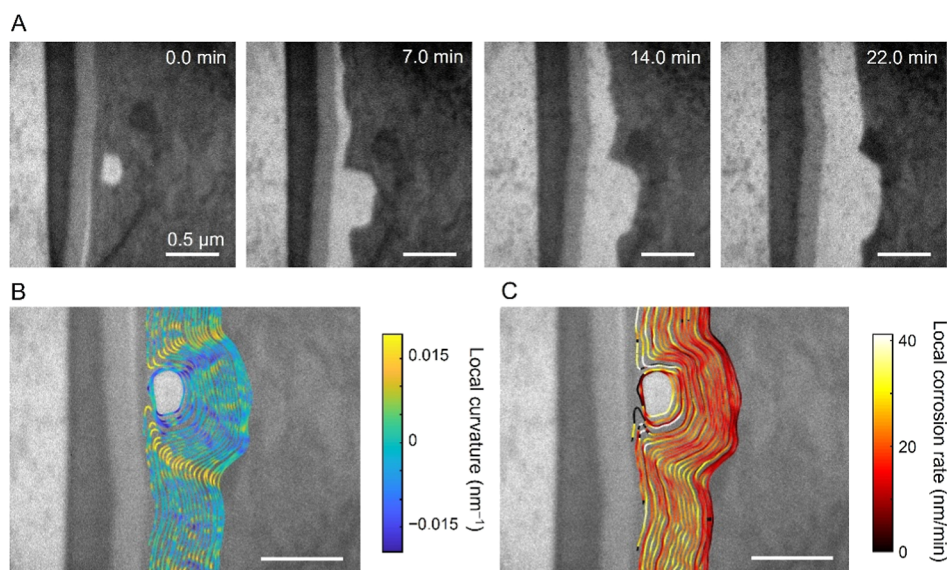 A
0.0 min
7.0 min
14.0 min
22.0 min
0.5 µm
B
C
0.015
0
−0.015
Local curvature (nm⁻¹)
40
20
0
Local corrosion rate (nm/min)